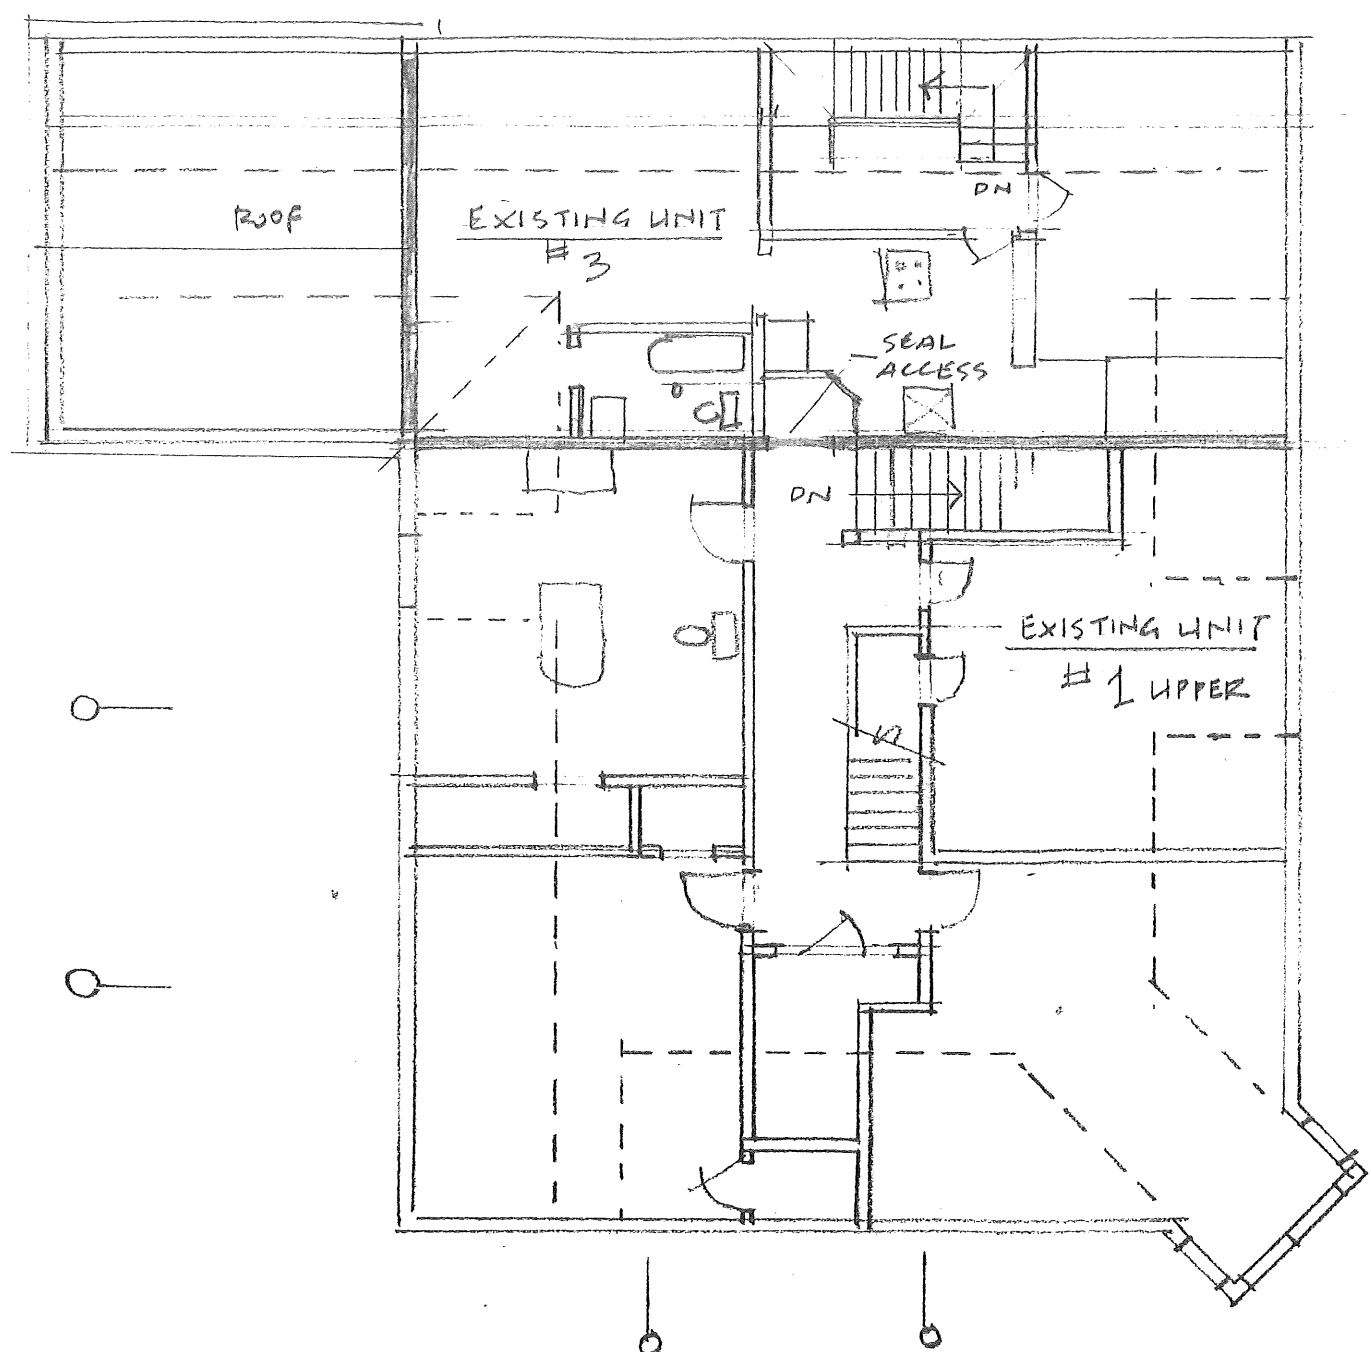 DN
ROOF
EXISTING UNIT
# 3
SEAL
ACCESS
DN
EXISTING UNIT
# 1 UPPER